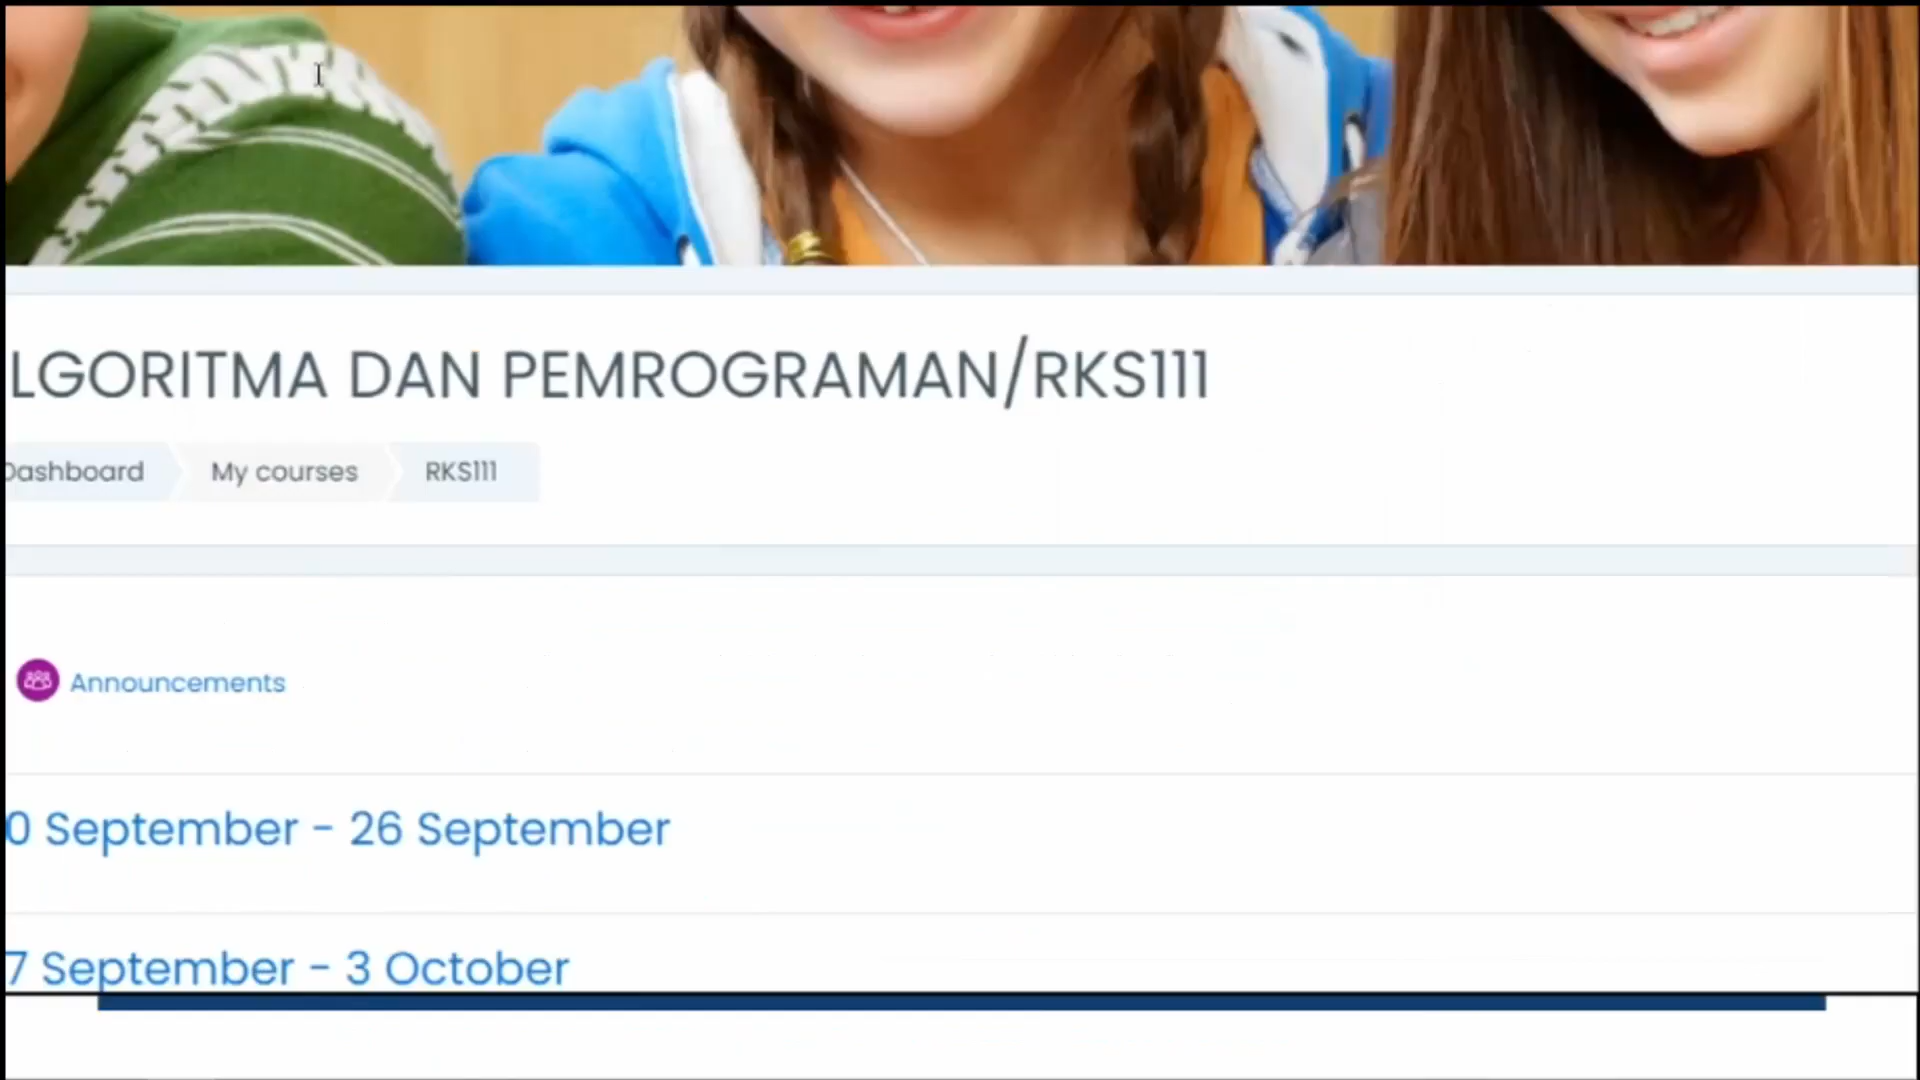 LGORITMA DAN PEMROGRAMAN/RKS111
Dashboard My courses RKS111
Announcements
0 September - 26 September
7 September - 3 October